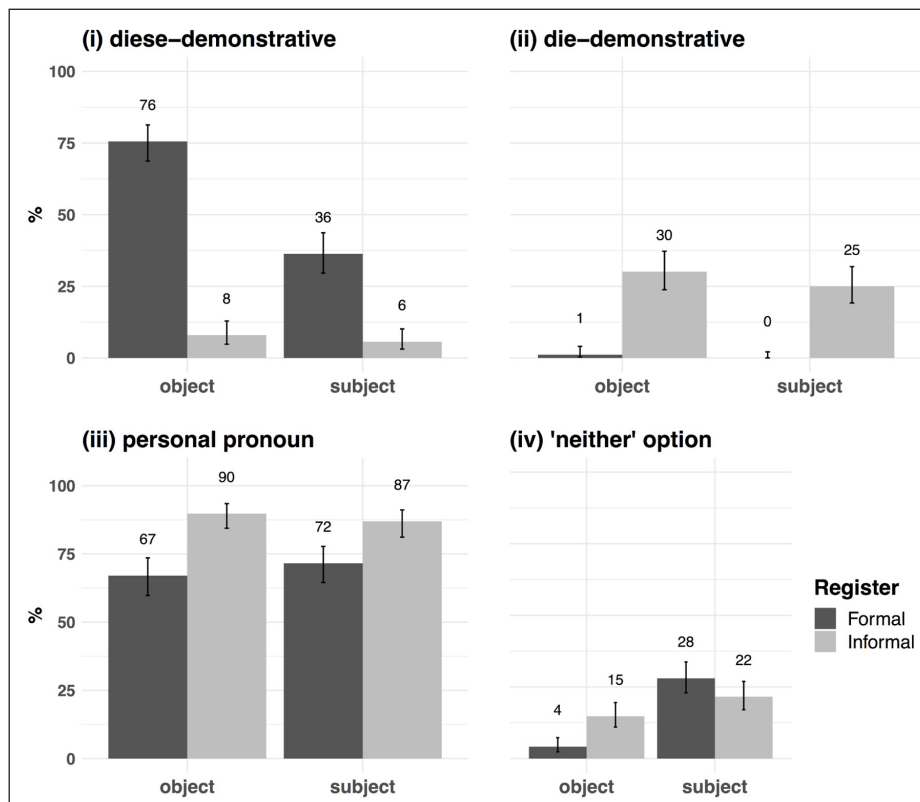 (i) diese–demonstrative
(ii) die–demonstrative
100
75
50
25
0
%
76
8
36
6
1
30
0
25
object
subject
object
subject
(iii) personal pronoun
(iv) 'neither' option
100
75
50
25
0
%
67
90
72
87
4
15
28
22
object
subject
object
subject
Register
Formal
Informal